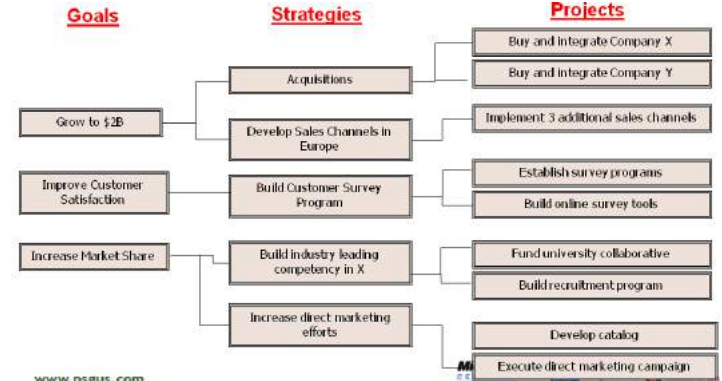 Goals
Strategies
Projects
Grow to $2B
Improve Customer
Satisfaction
Increase Market Share
Acquisitions
Develop Sales Channels in
Europe
Build Customer Survey
Program
Build industry leading
competency in X
Increase direct marketing
efforts
Buy and integrate Company X
Buy and integrate Company Y
Implement 3 additional sales channels
Establish survey programs
Build online survey tools
Fund university collaborative
Build recruitment program
Develop catalog
Execute direct marketing campaign
www.psgus.com